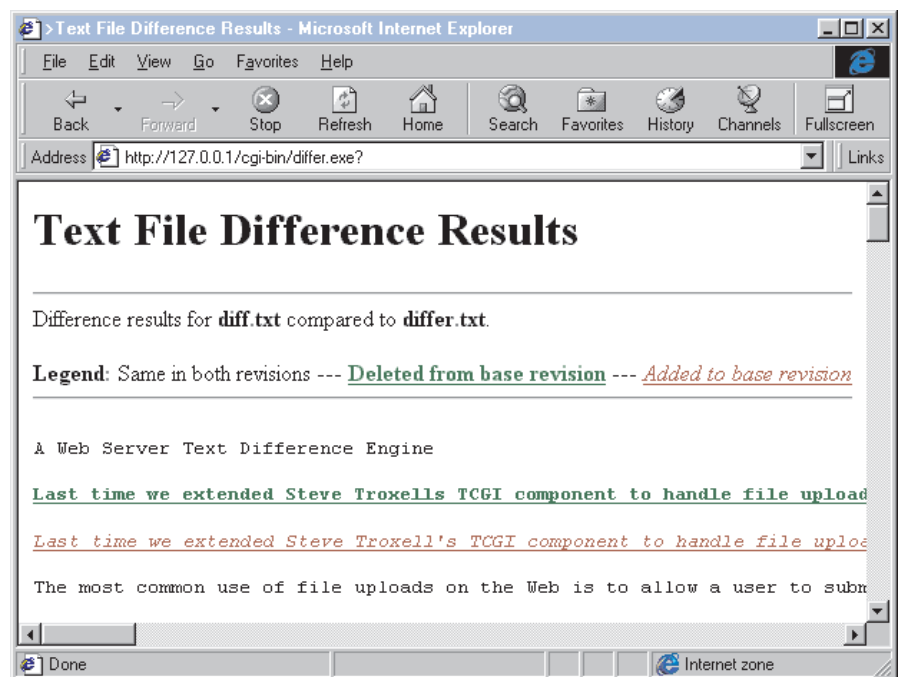 >Text File Difference Results - Microsoft Internet Explorer
File Edit View Go Favorites Help
Back Forward Stop Refresh Home Search Favorites History Channels Fullscreen
Address http://127.0.0.1/cgi-bin/differ.exe? Links
Text File Difference Results
Difference results for diff.txt compared to differ.txt.
Legend: Same in both revisions --- Deleted from base revision --- Added to base revision
A Web Server Text Difference Engine
Last time we extended Steve Troxells TCGI component to handle file upload
Last time we extended Steve Troxell's TCGI component to handle file uploa
The most common use of file uploads on the Web is to allow a user to subm
Done Internet zone